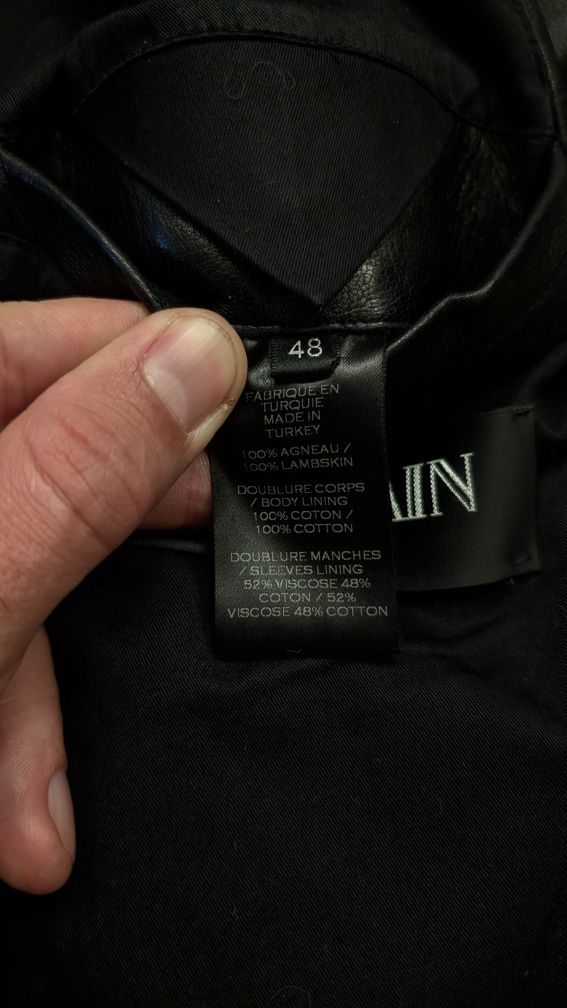 48
FABRIQUE EN
TURQUIE
MADE IN
TURKEY
100% AGNEAU /
100% LAMBSKIN
DOUBLURE CORPS
/ BODY LINING
100% COTON /
100% COTTON
DOUBLURE MANCHES
/ SLEEVES LINING
52% VISCOSE 48%
COTON / 52%
VISCOSE 48% COTTON